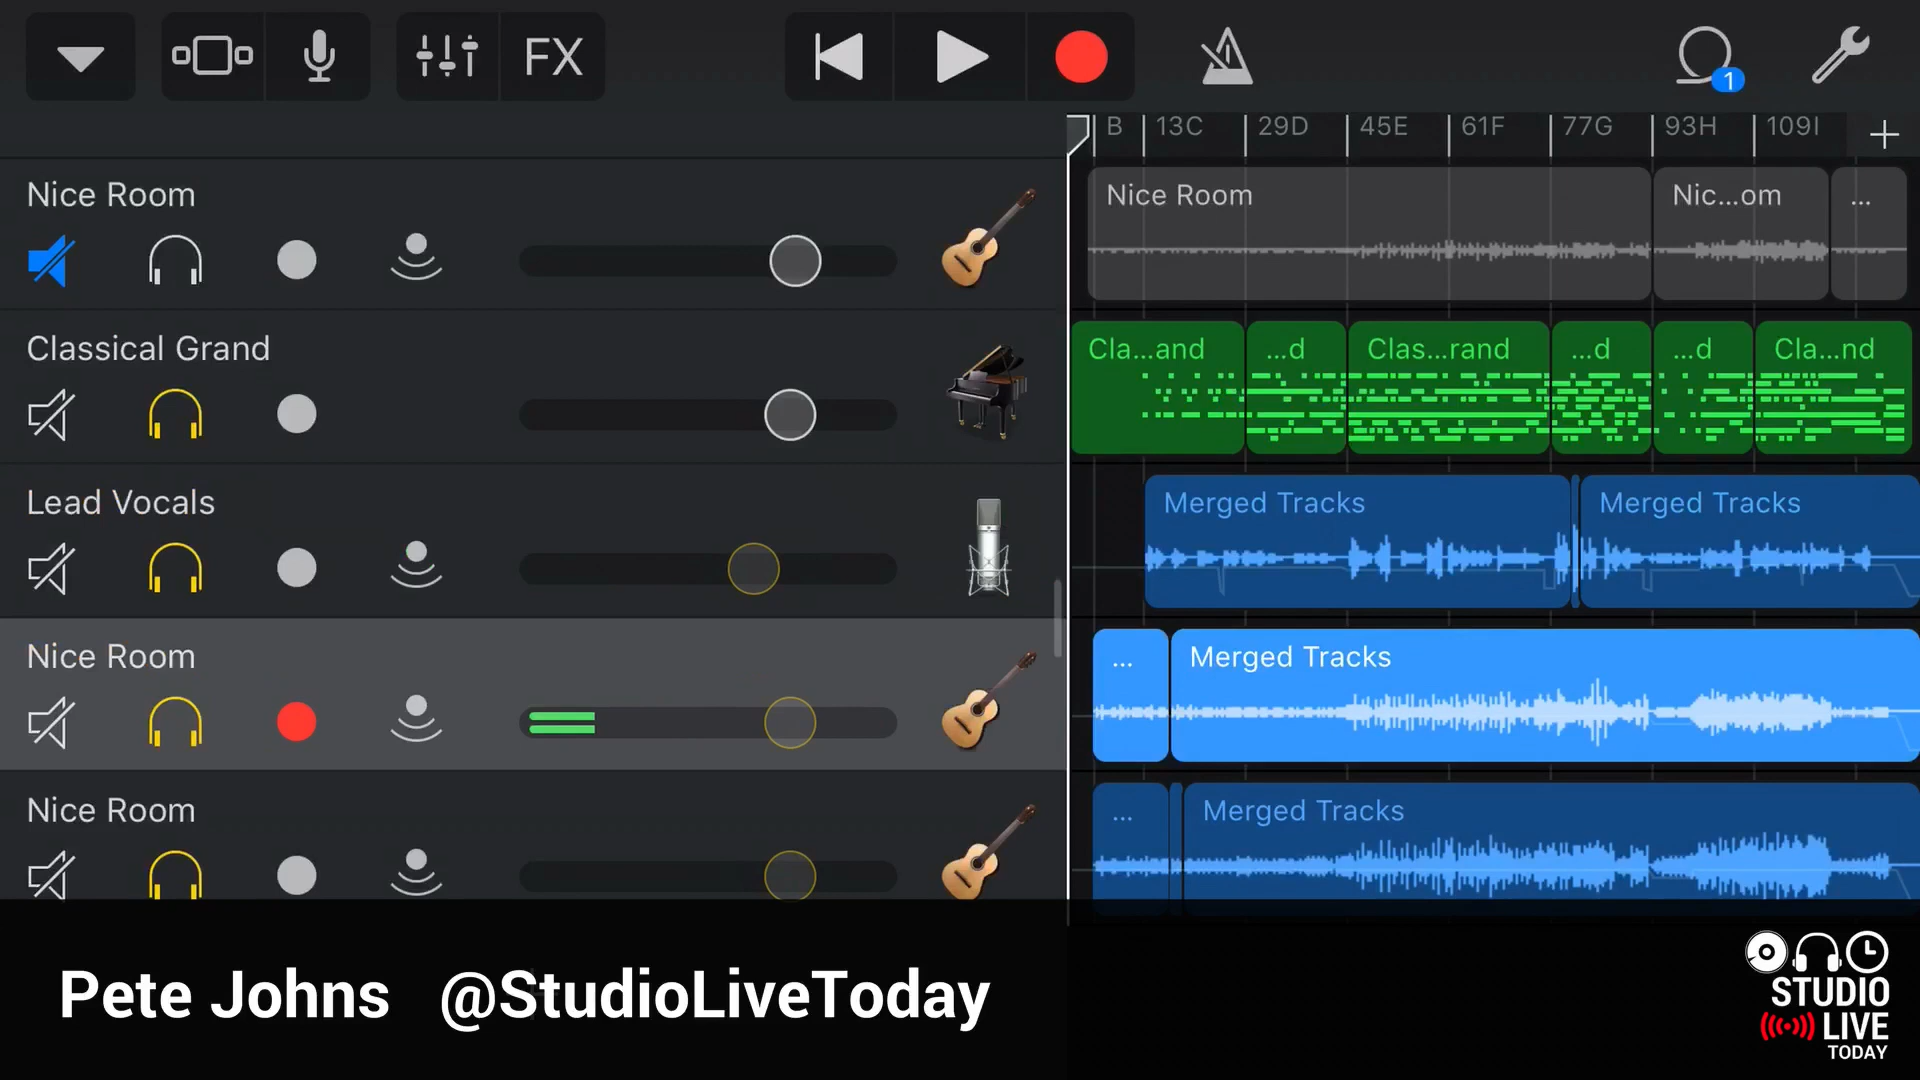 FX
1
B 13C 29D 45E 61F 77G 93H 109I
Nice Room
Nice Room Nic...om ...
Classical Grand
Cla...and ...d Clas...rand ...d ...d Cla...nd
Lead Vocals
Merged Tracks Merged Tracks
Nice Room
... Merged Tracks
Nice Room
... Merged Tracks
Pete Johns @StudioLiveToday
STUDIO
LIVE
TODAY